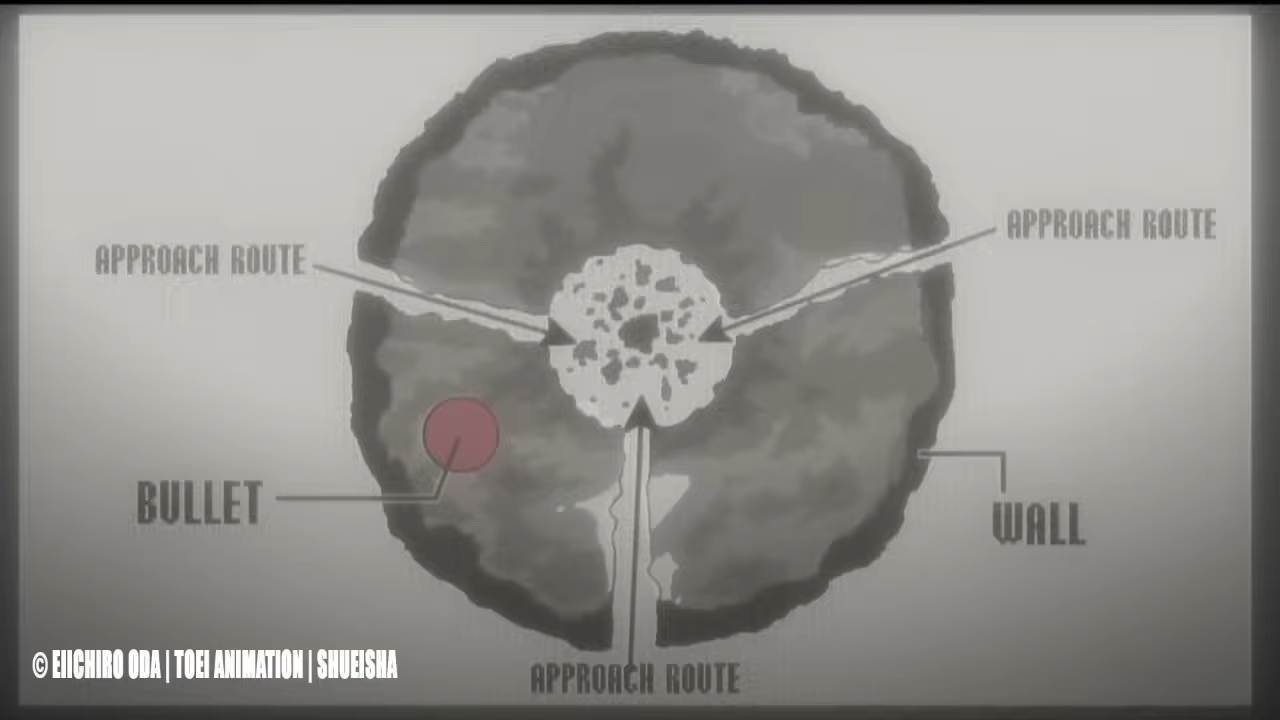 APPROACH ROUTE
APPROACH ROUTE
BULLET
WALL
© EIICHIRO ODA | TOEI ANIMATION | SHUEISHA
APPROACH ROUTE